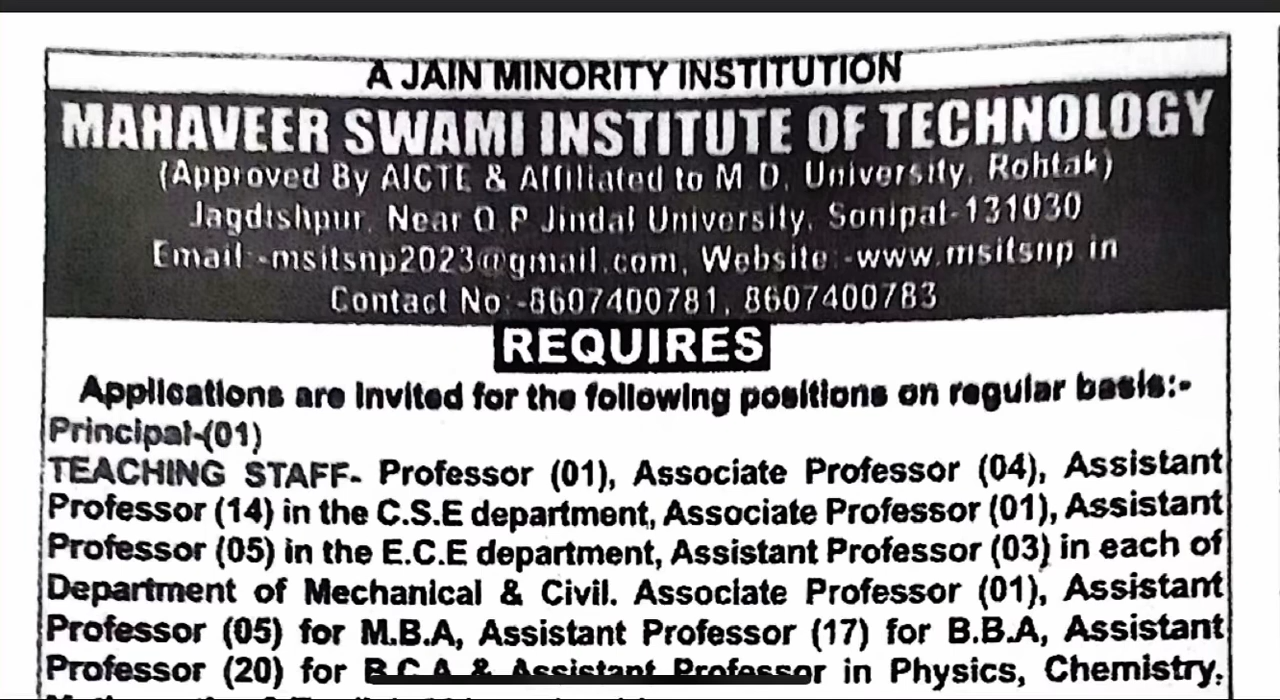 A JAIN MINORITY INSTITUTION
MAHAVEER SWAMI INSTITUTE OF TECHNOLOGY
(Approved By AICTE & Affiliated to M.D. University, Rohtak)
Jagdishpur, Near O.P Jindal University, Sonipat-131030
Email:-msitsnp2023@gmail.com, Website:-www.msitsnp.in
Contact No:-8607400781, 8607400783
REQUIRES
Applications are invited for the following positions on regular basis:-
Principal-(01)
TEACHING STAFF- Professor (01), Associate Professor (04), Assistant
Professor (14) in the C.S.E department, Associate Professor (01), Assistant
Professor (05) in the E.C.E department, Assistant Professor (03) in each of
Department of Mechanical & Civil. Associate Professor (01), Assistant
Professor (05) for M.B.A, Assistant Professor (17) for B.B.A, Assistant
Professor (20) for B.C.A & Assistant Professor in Physics, Chemistry,